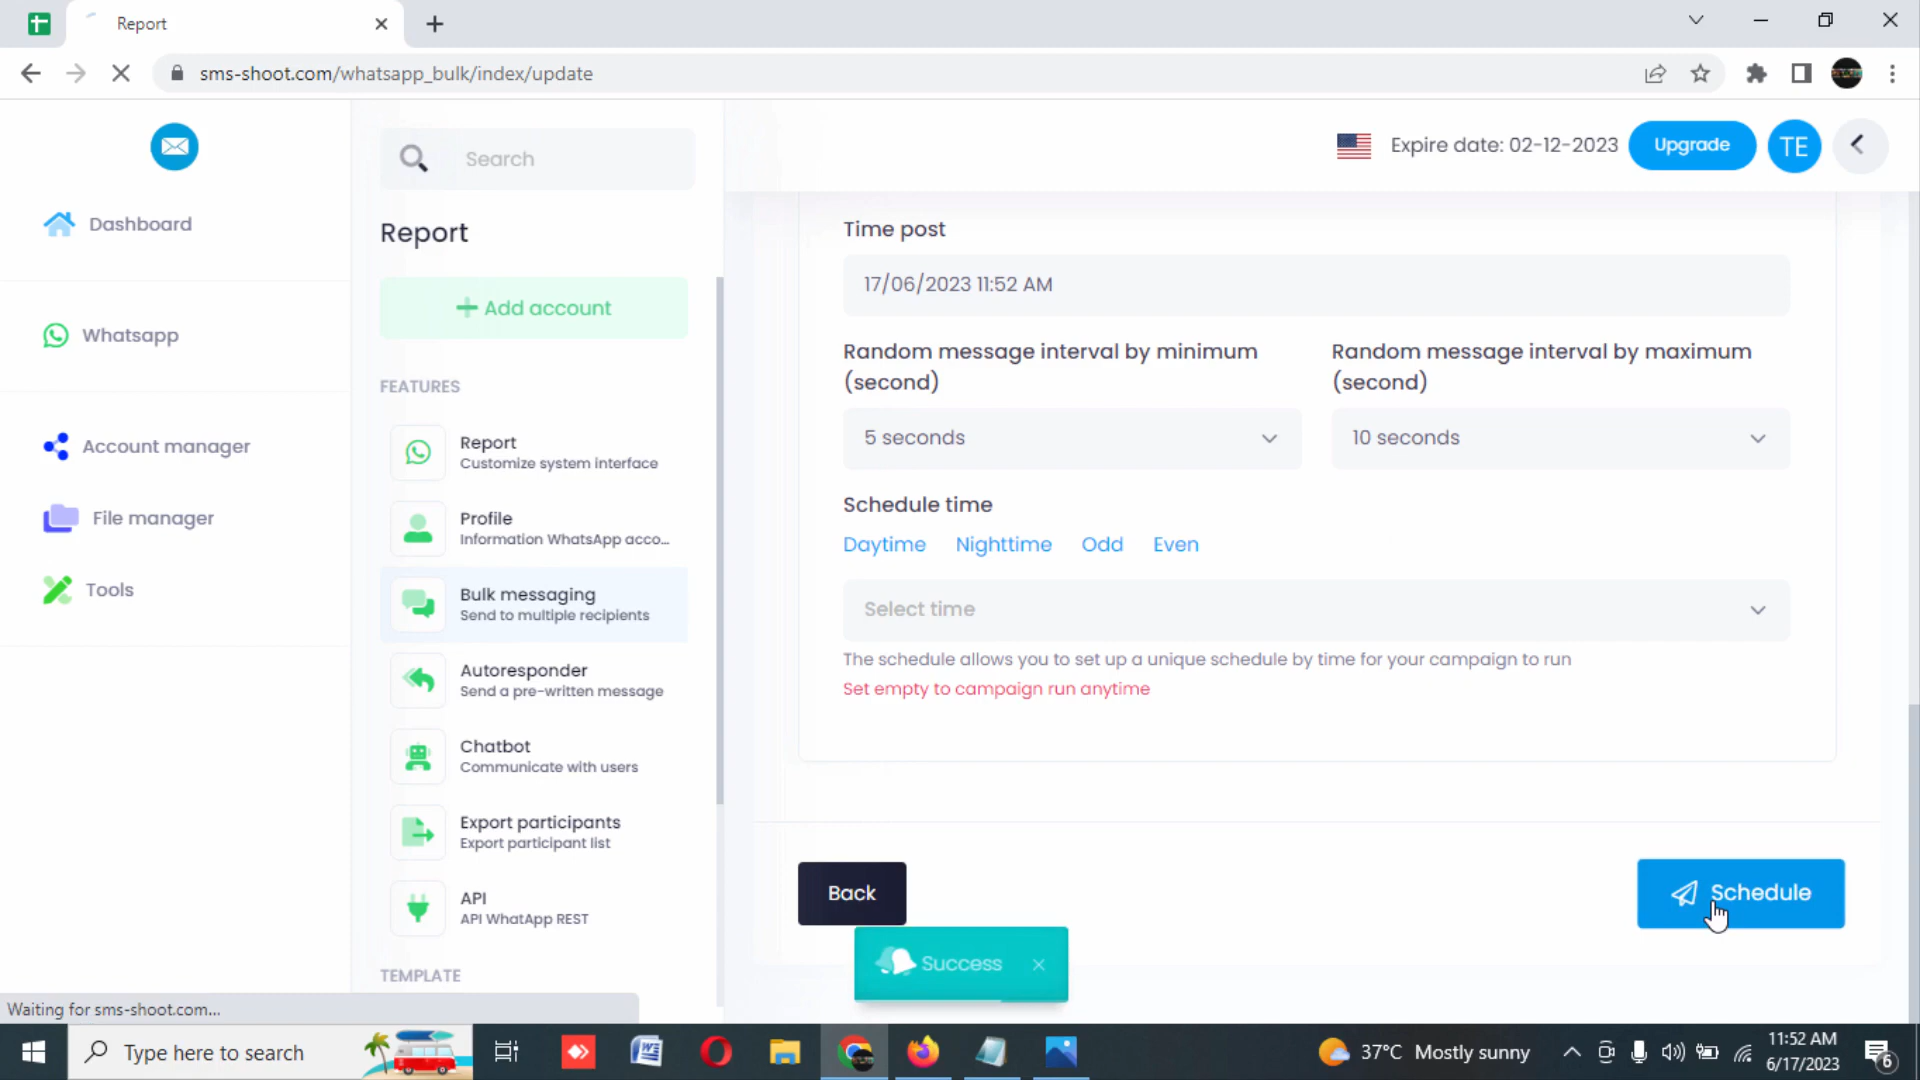 Report
sms-shoot.com/whatsapp_bulk/index/update
Dashboard
Whatsapp
Account manager
File manager
Tools
Search
Report
Add account
FEATURES
Report
Customize system interface
Profile
Information WhatsApp acco...
Bulk messaging
Send to multiple recipients
Autoresponder
Send a pre-written message
Chatbot
Communicate with users
Export participants
Export participant list
API
API WhatApp REST
TEMPLATE
Expire date: 02-12-2023
Upgrade
TE
Time post
17/06/2023 11:52 AM
Random message interval by minimum
(second)
5 seconds
Random message interval by maximum
(second)
10 seconds
Schedule time
Daytime Nighttime Odd Even
Select time
The schedule allows you to set up a unique schedule by time for your campaign to run
Set empty to campaign run anytime
Back
Schedule
Success
Waiting for sms-shoot.com...
Type here to search
37°C Mostly sunny
11:52 AM
6/17/2023
6